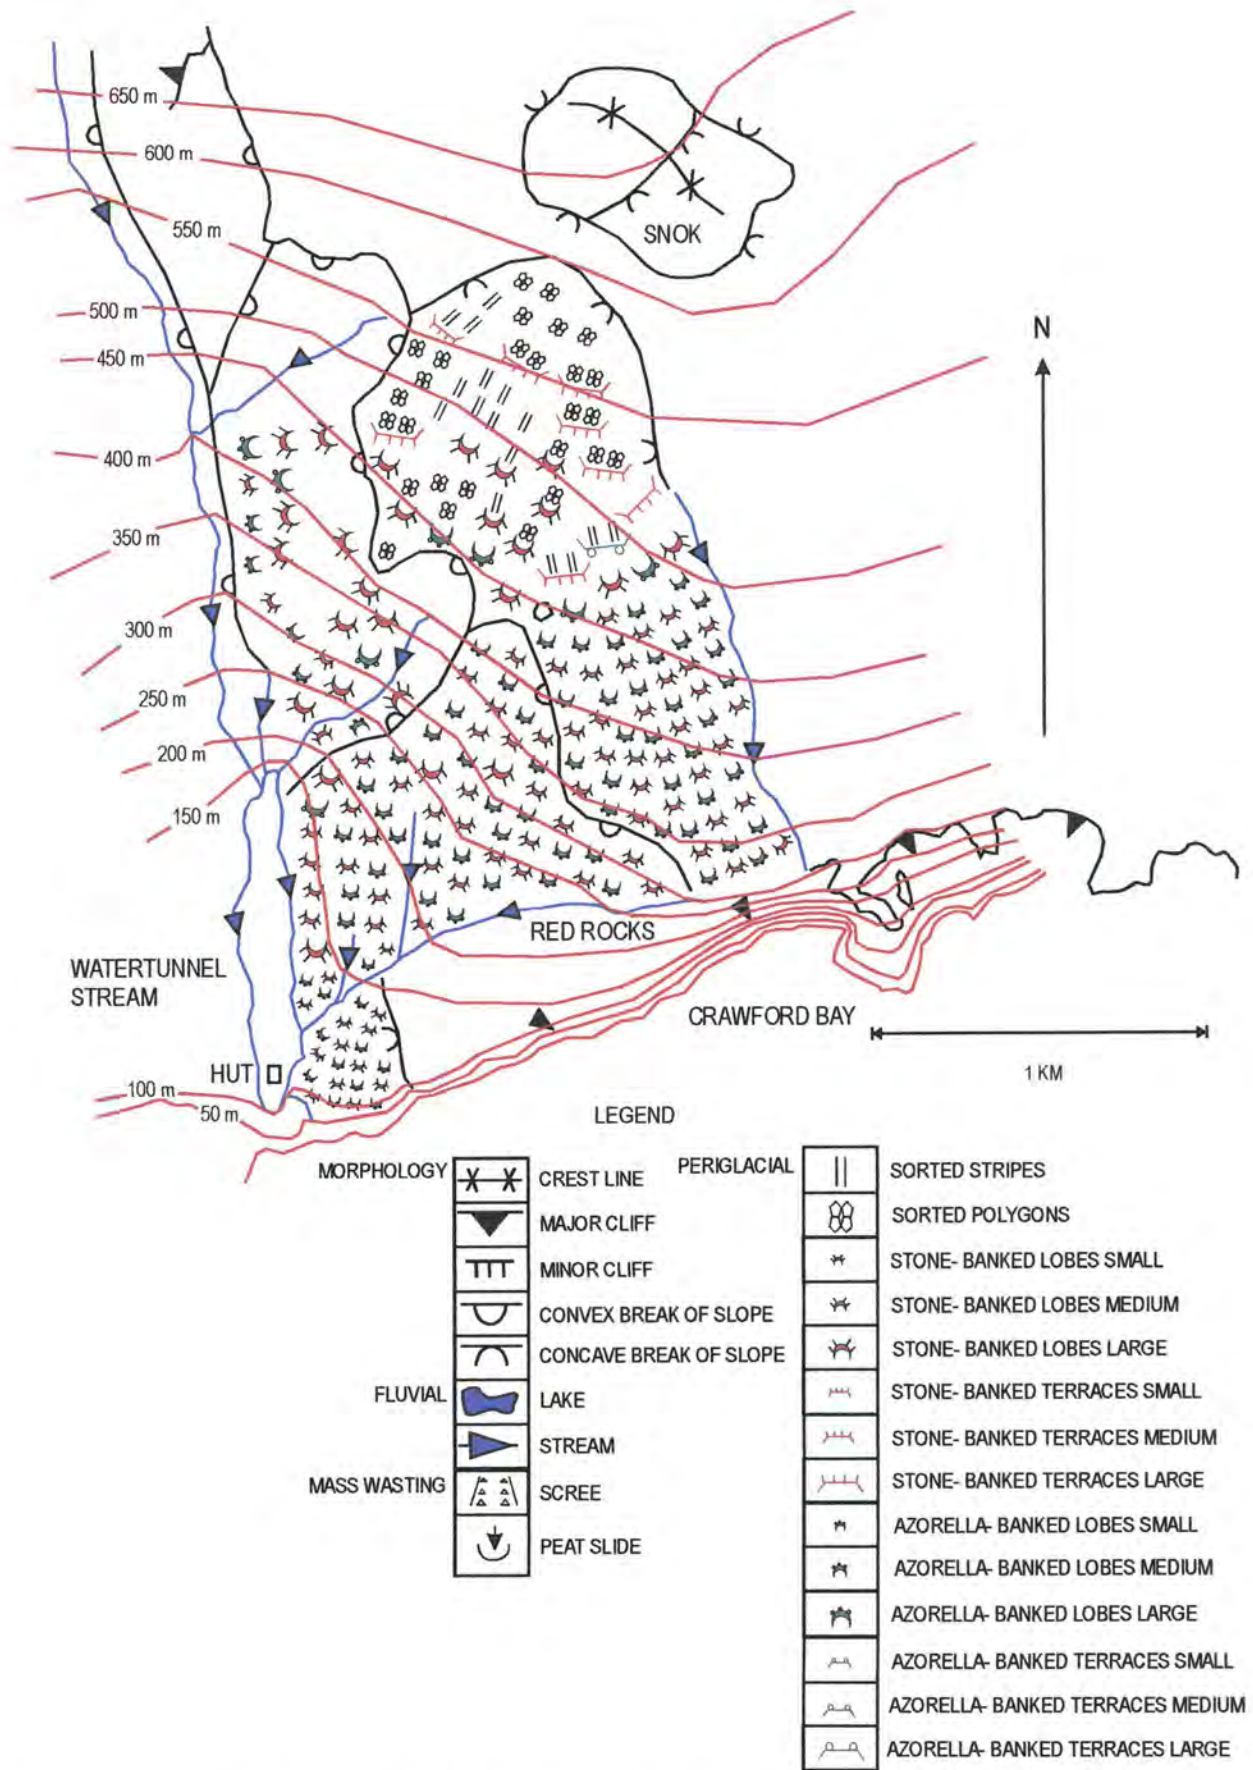 650 m
600 m
550 m
SNOK
500 m
N
450 m
400 m
350 m
300 m
250 m
200 m
150 m
RED ROCKS
WATERTUNNEL
STREAM
CRAWFORD BAY
HUT
1 KM
100 m
50 m
LEGEND
MORPHOLOGY
CREST LINE
MAJOR CLIFF
MINOR CLIFF
CONVEX BREAK OF SLOPE
CONCAVE BREAK OF SLOPE
FLUVIAL
LAKE
STREAM
MASS WASTING
SCREE
PEAT SLIDE
PERIGLACIAL
SORTED STRIPES
SORTED POLYGONS
STONE- BANKED LOBES SMALL
STONE- BANKED LOBES MEDIUM
STONE- BANKED LOBES LARGE
STONE- BANKED TERRACES SMALL
STONE- BANKED TERRACES MEDIUM
STONE- BANKED TERRACES LARGE
AZORELLA- BANKED LOBES SMALL
AZORELLA- BANKED LOBES MEDIUM
AZORELLA- BANKED LOBES LARGE
AZORELLA- BANKED TERRACES SMALL
AZORELLA- BANKED TERRACES MEDIUM
AZORELLA- BANKED TERRACES LARGE